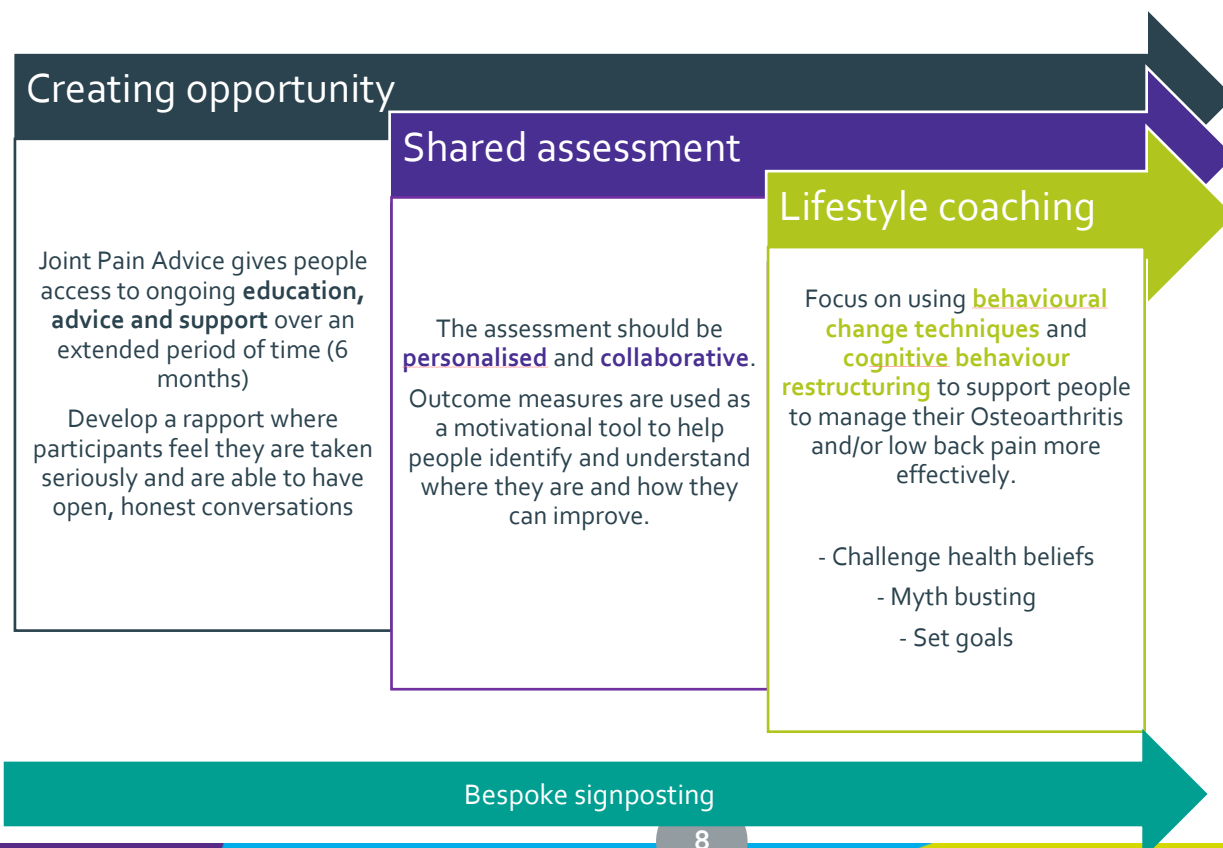 Creating opportunity
Joint Pain Advice gives people
access to ongoing education,
advice and support over an
extended period of time (6
months)
Develop a rapport where
participants feel they are taken
seriously and are able to have
open, honest conversations
Shared assessment
The assessment should be
personalised and collaborative.
Outcome measures are used as
a motivational tool to help
people identify and understand
where they are and how they
can improve.
Lifestyle coaching
Focus on using behavioural
change techniques and
cognitive behaviour
restructuring to support people
to manage their Osteoarthritis
and/or low back pain more
effectively.
- Challenge health beliefs
- Myth busting
- Set goals
Bespoke signposting
8